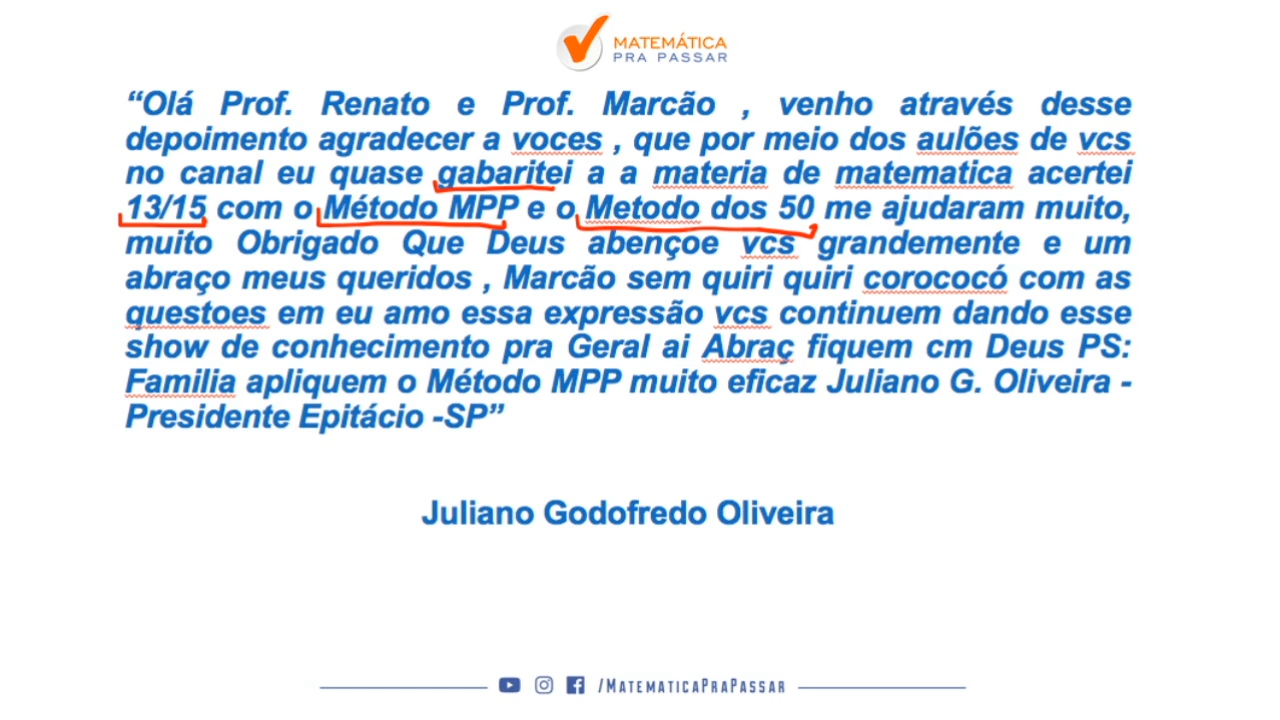 MATEMÁTICA
PRA PASSAR
“Olá Prof. Renato e Prof. Marcão , venho através desse
depoimento agradecer a voces , que por meio dos aulões de vcs
no canal eu quase gabaritei a a materia de matematica acertei
13/15 com o Método MPP e o Metodo dos 50 me ajudaram muito,
muito Obrigado Que Deus abençoe vcs grandemente e um
abraço meus queridos , Marcão sem quiri quiri corococó com as
questoes em eu amo essa expressão vcs continuem dando esse
show de conhecimento pra Geral ai Abraç fiquem cm Deus PS:
Familia apliquem o Método MPP muito eficaz Juliano G. Oliveira -
Presidente Epitácio -SP”
Juliano Godofredo Oliveira
/MATEMATICAPRAPASSAR